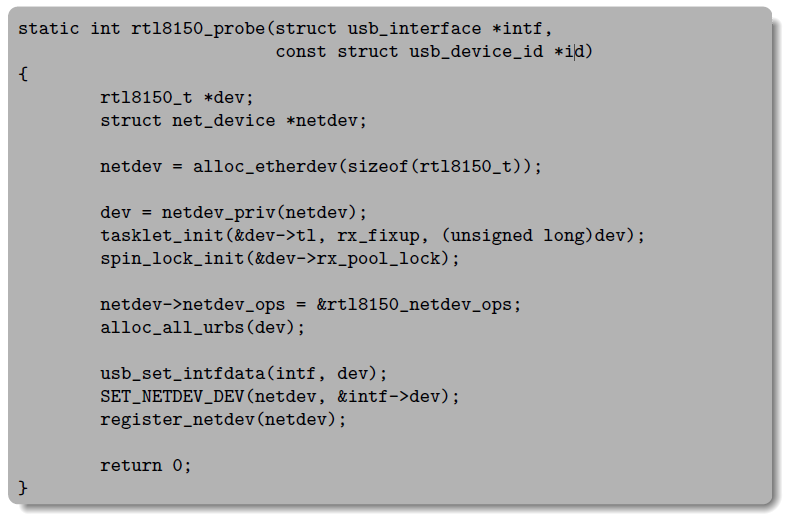 static int rtl8150_probe(struct usb_interface *intf,
                         const struct usb_device_id *id)
{
        rtl8150_t *dev;
        struct net_device *netdev;

        netdev = alloc_etherdev(sizeof(rtl8150_t));

        dev = netdev_priv(netdev);
        tasklet_init(&dev->tl, rx_fixup, (unsigned long)dev);
        spin_lock_init(&dev->rx_pool_lock);

        netdev->netdev_ops = &rtl8150_netdev_ops;
        alloc_all_urbs(dev);

        usb_set_intfdata(intf, dev);
        SET_NETDEV_DEV(netdev, &intf->dev);
        register_netdev(netdev);

        return 0;
}